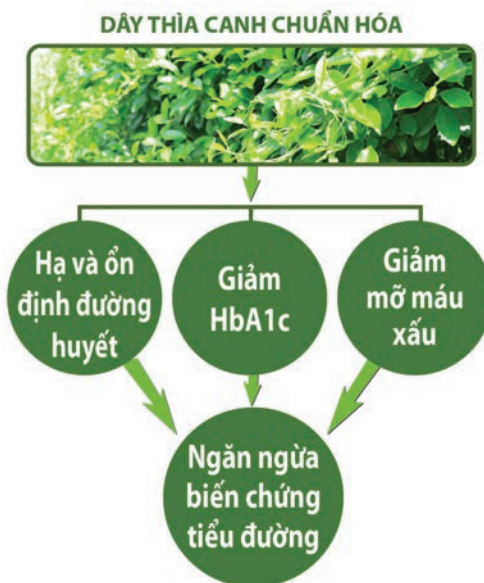 DÂY THÌA CANH CHUẨN HÓA
Hạ và ổn
định đường
huyết
Giảm
HbA1c
Giảm
mỡ máu
xấu
Ngăn ngừa
biến chứng
tiểu đường